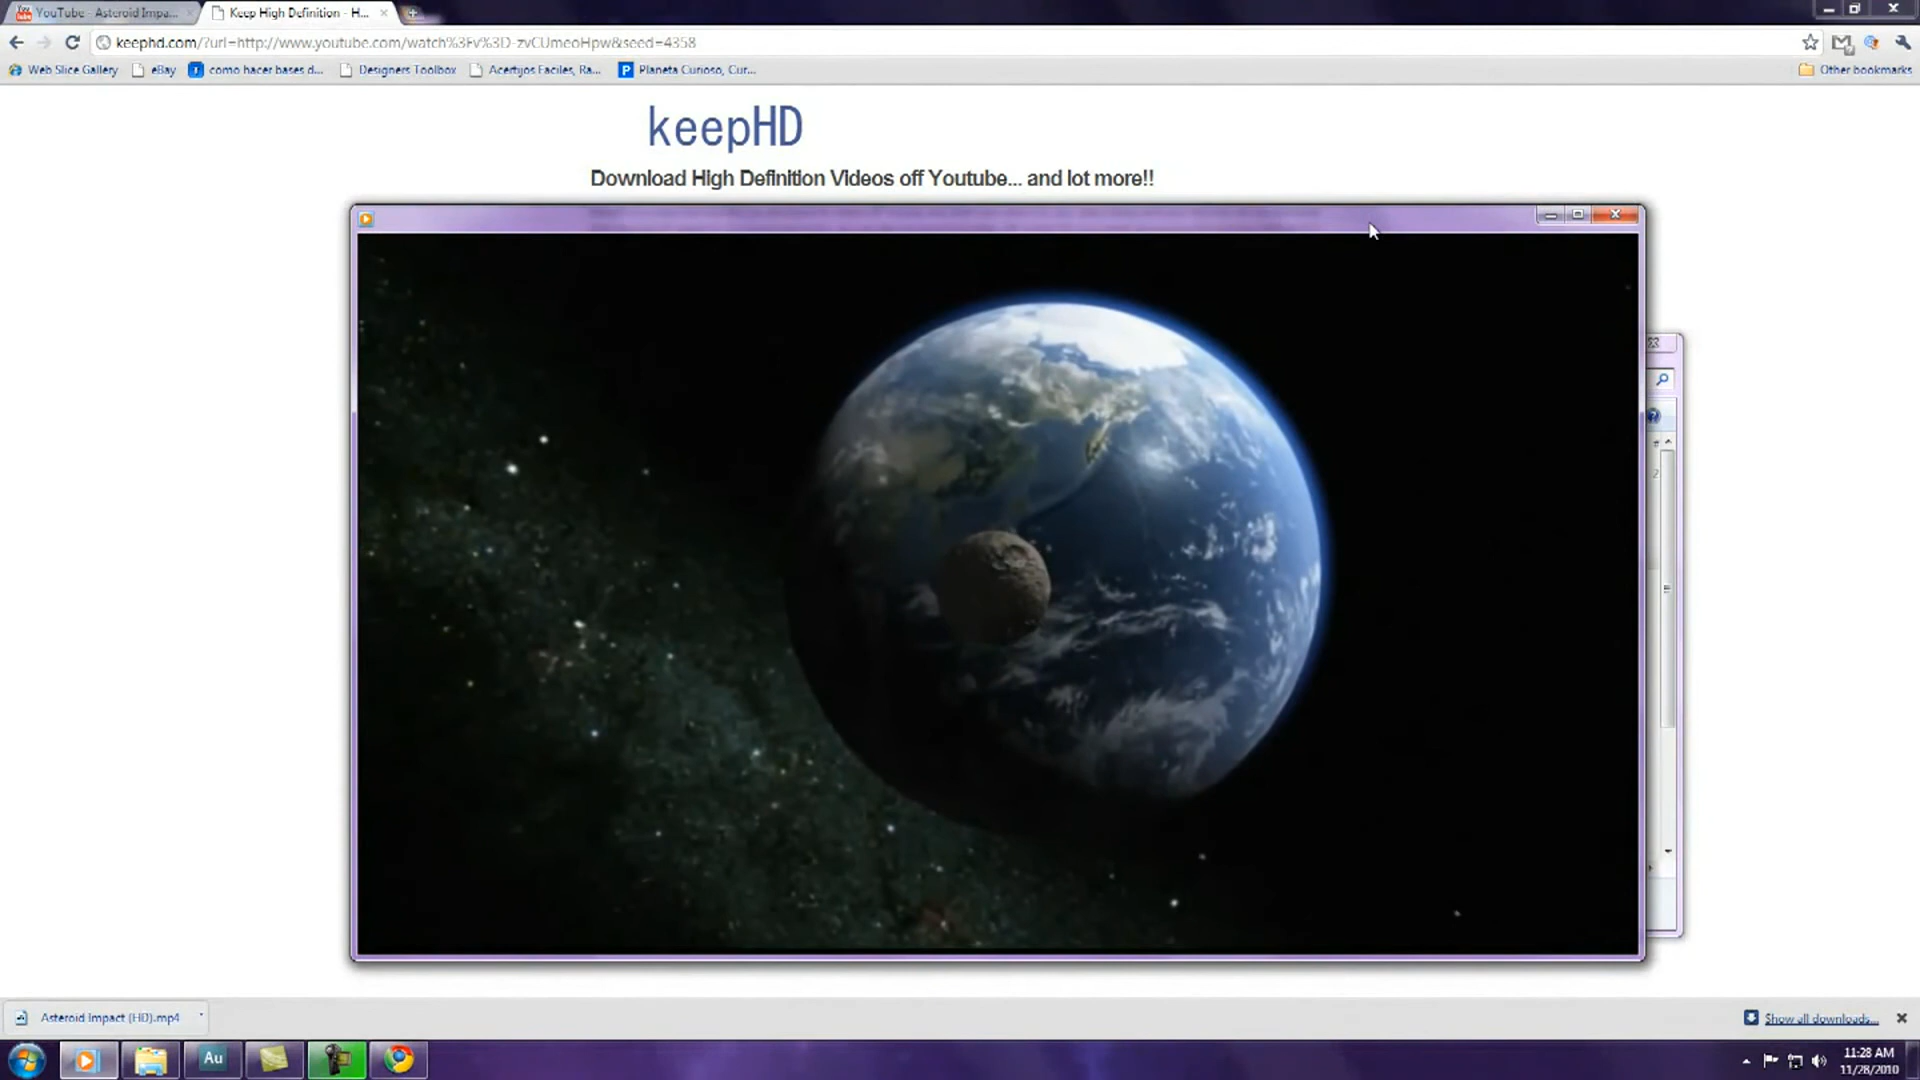 YouTube - Asteroid Impa...
Keep High Definition - H...
keephd.com/?url=http://www.youtube.com/watch%3Fv%3D-zvCUmeoHpw&seed=4358
Web Slice Gallery
eBay
como hacer bases d...
Designers Toolbox
Acertijos Faciles, Ra...
P
Planeta Curioso, Cur...
Other bookmarks
keepHD
Download High Definition Videos off Youtube... and lot more!!
Asteroid Impact (HD).mp4
Show all downloads...
Au
11:28 AM
11/28/2010